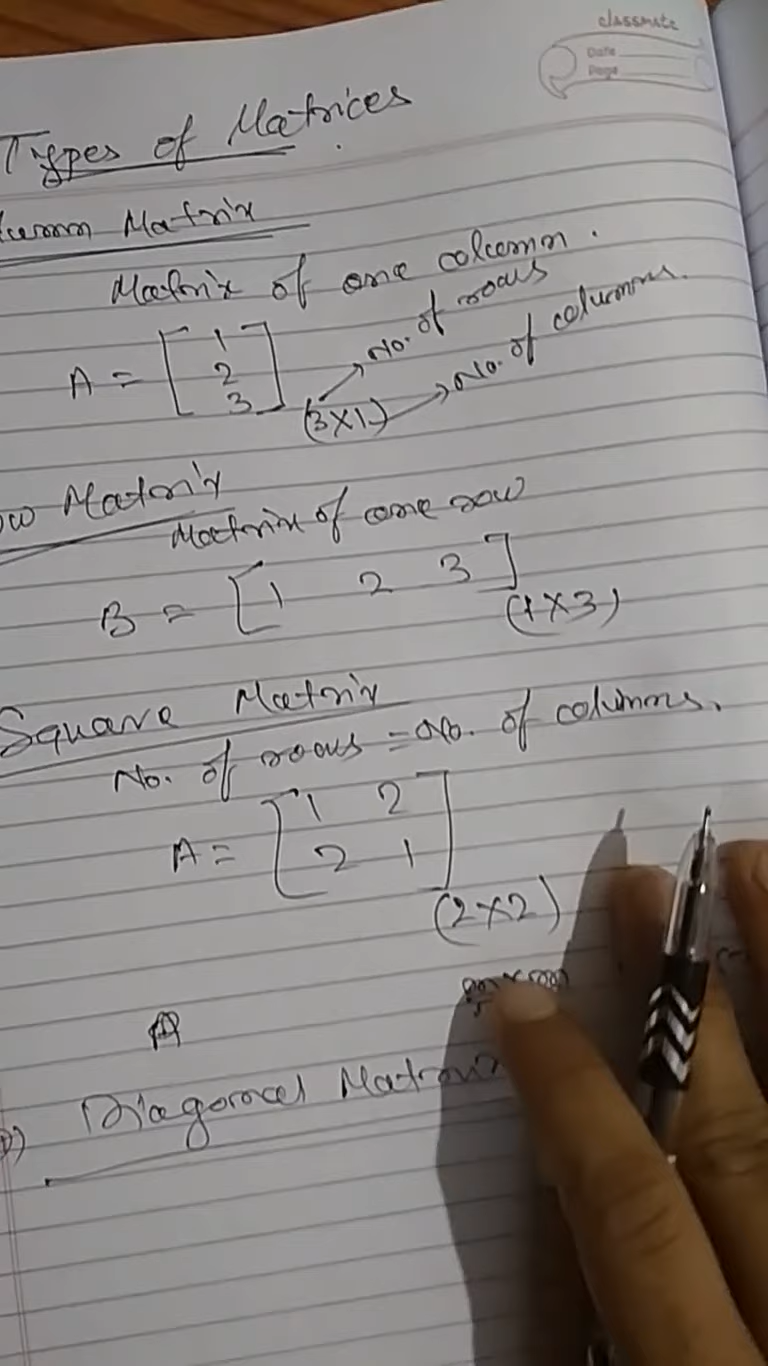 classmate
Date
Page
Types of Matrices
lumn Matrix
Matrix of one column.
A = [1 2 3] (3×1) → No. of rows → No. of columns.
ow Matrix
Matrix of one row
B = [1 2 3] (1×3)
Square Matrix
No. of rows = No. of columns.
A = [1 2
2 1] (2×2)
A
Diagonal Matrix